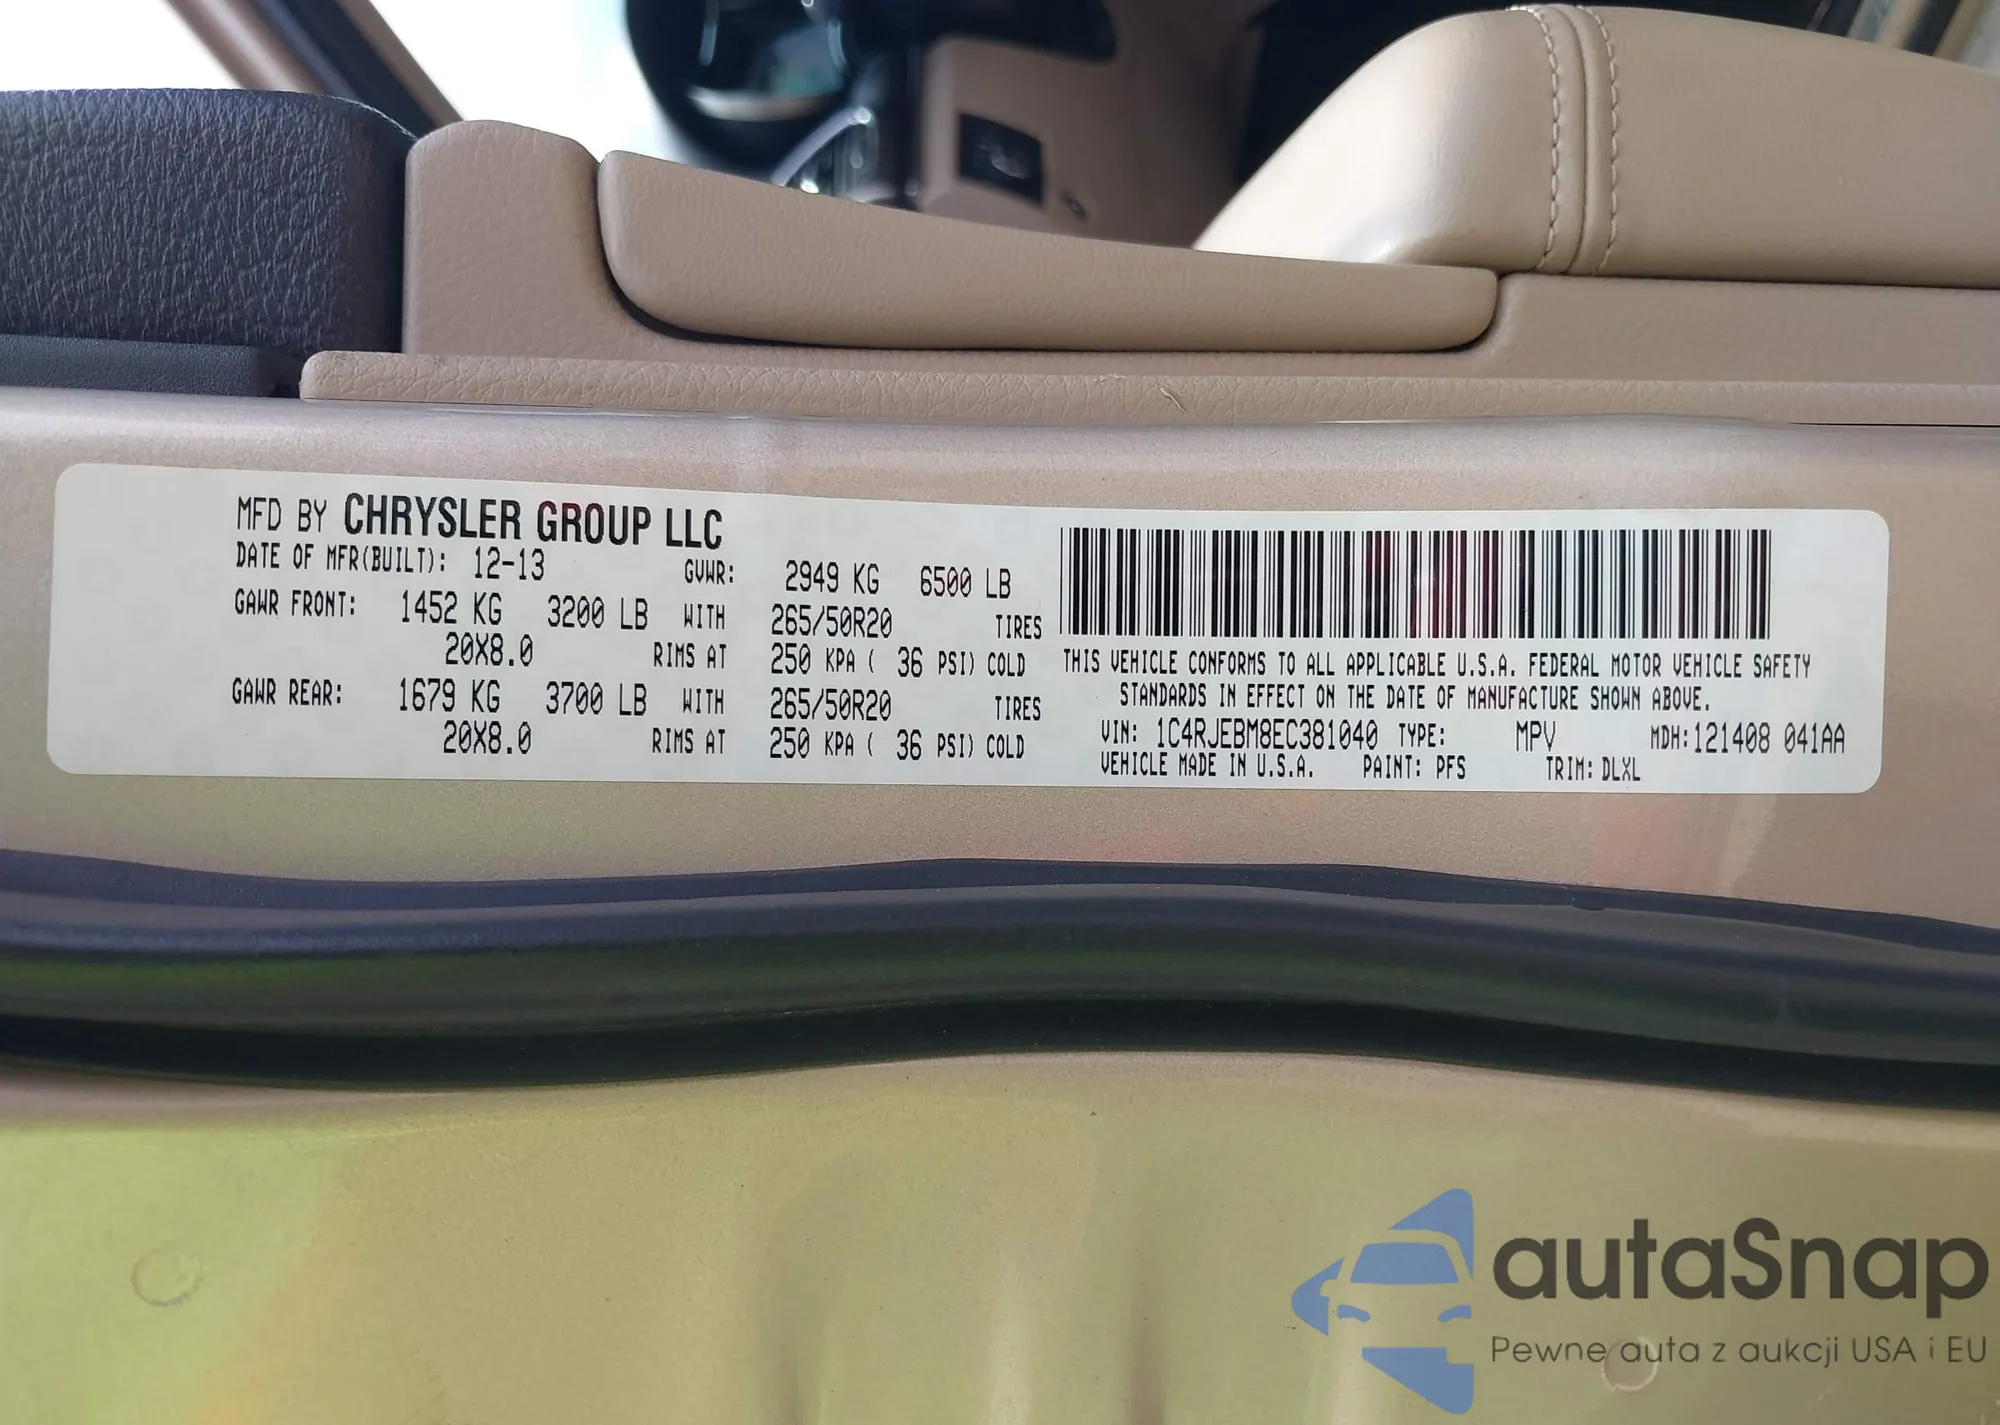 MFD BY CHRYSLER GROUP LLC
DATE OF MFR(BUILT): 12-13 GVWR: 2949 KG 6500 LB
GAWR FRONT: 1452 KG 3200 LB WITH 265/50R20 TIRES
20X8.0 RIMS AT 250 KPA ( 36 PSI) COLD
GAWR REAR: 1679 KG 3700 LB WITH 265/50R20 TIRES
20X8.0 RIMS AT 250 KPA ( 36 PSI) COLD
THIS VEHICLE CONFORMS TO ALL APPLICABLE U.S.A. FEDERAL MOTOR VEHICLE SAFETY
STANDARDS IN EFFECT ON THE DATE OF MANUFACTURE SHOWN ABOVE.
VIN: 1C4RJEBM8EC381040 TYPE: MPV MDH:121408 041AA
VEHICLE MADE IN U.S.A. PAINT: PFS TRIM: DLXL
autaSnap
Pewne auta z aukcji USA i EU